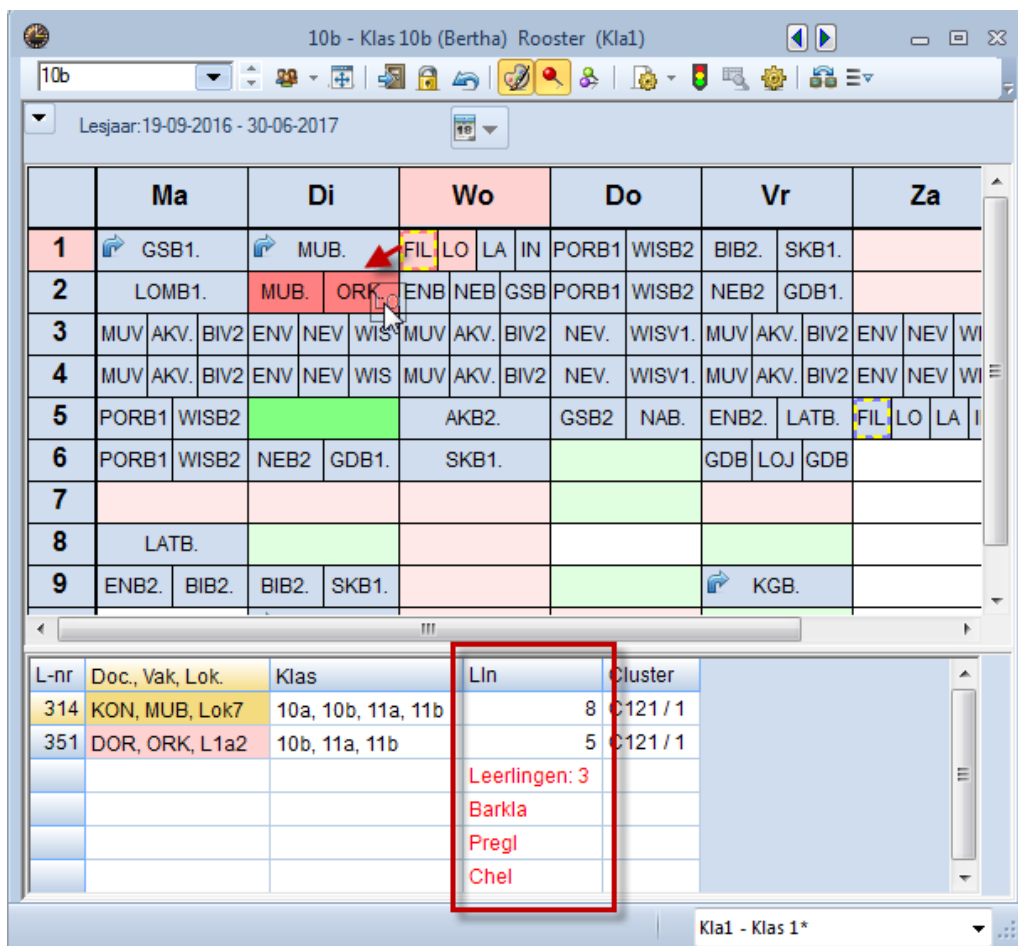 10b - Klas 10b (Bertha) Rooster (Kla1)
10b
18
Lesjaar:19-09-2016 - 30-06-2017
Ma Di Wo Do Vr Za
1 GSB1. MUB. FIL LO LA IN PORB1 WISB2 BIB2. SKB1.
2 LOMB1. MUB. ORK. ENB NEB GSB PORB1 WISB2 NEB2 GDB1.
3 MUV AKV. BIV2 ENV NEV WIS MUV AKV. BIV2 NEV. WISV1. MUV AKV. BIV2 ENV NEV WI
4 MUV AKV. BIV2 ENV NEV WIS MUV AKV. BIV2 NEV. WISV1. MUV AKV. BIV2 ENV NEV WI
5 PORB1 WISB2 AKB2. GSB2 NAB. ENB2. LATB. FIL LO LA
6 PORB1 WISB2 NEB2 GDB1. SKB1. GDB LOJ GDB
7
8 LATB.
9 ENB2. BIB2. BIB2. SKB1. KGB.
L-nr Doc., Vak, Lok. Klas Lln Cluster
314 KON, MUB, Lok7 10a, 10b, 11a, 11b 8 C121 / 1
351 DOR, ORK, L1a2 10b, 11a, 11b 5 C121 / 1
Leerlingen: 3
Barkla
Pregl
Chel
Kla1 - Klas 1*